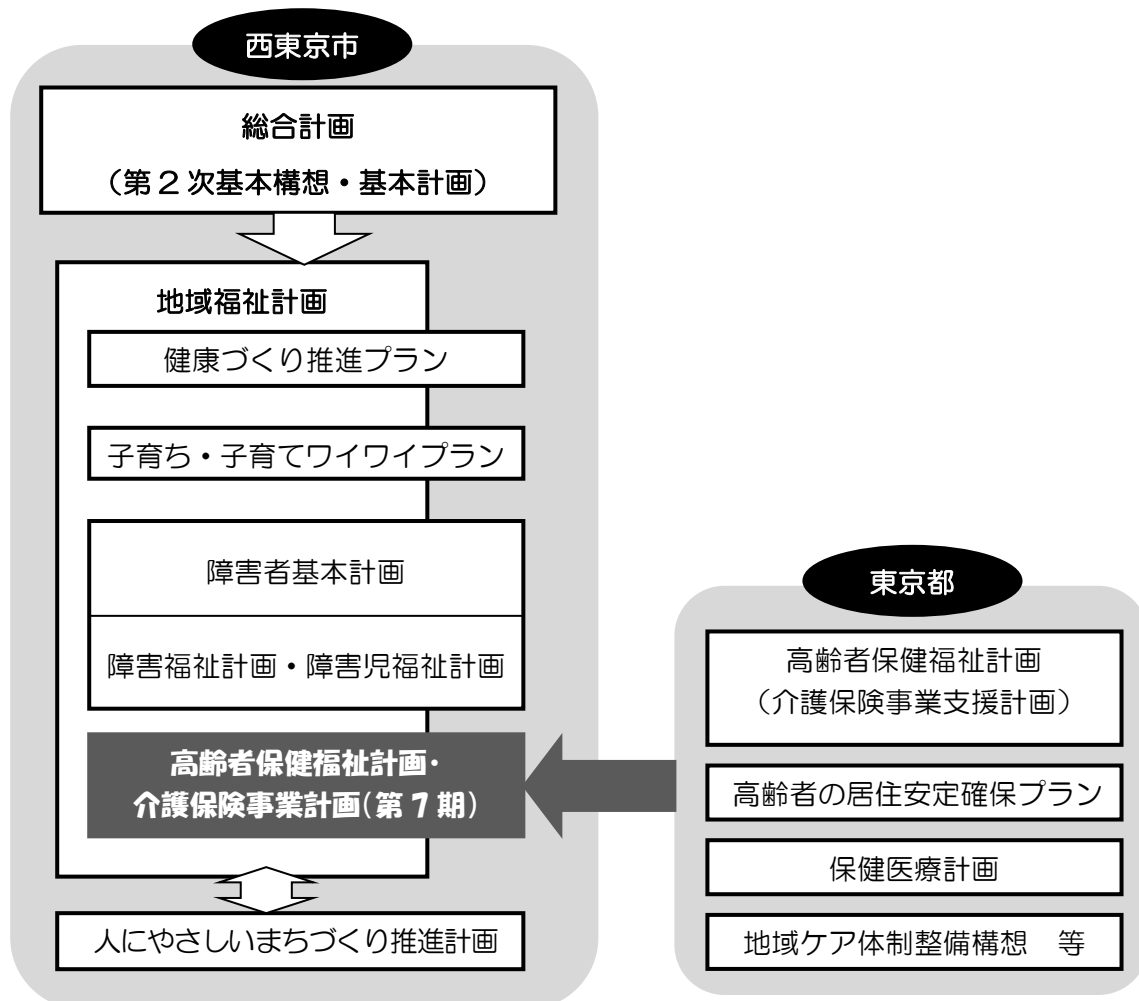 西東京市
総合計画
（第２次基本構想・基本計画）
地域福祉計画
健康づくり推進プラン
子育ち・子育てワイワイプラン
障害者基本計画
障害福祉計画・障害児福祉計画
高齢者保健福祉計画・
介護保険事業計画(第７期)
人にやさしいまちづくり推進計画
東京都
高齢者保健福祉計画
（介護保険事業支援計画）
高齢者の居住安定確保プラン
保健医療計画
地域ケア体制整備構想　等